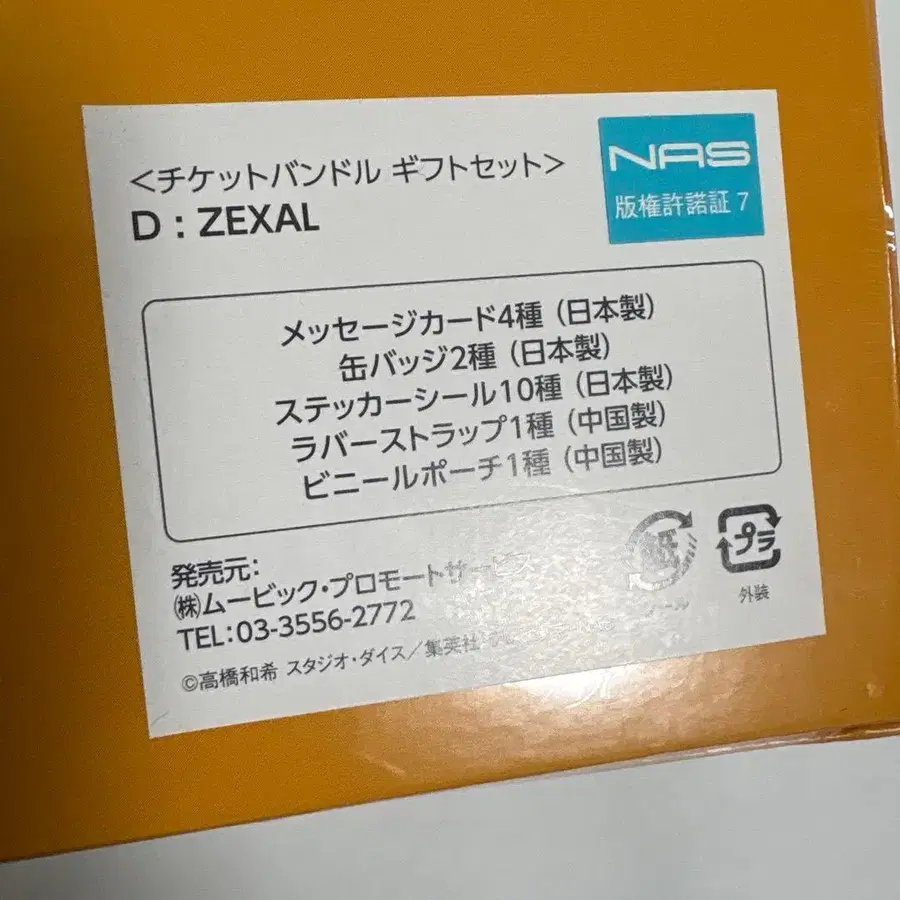 <チケットバンドル ギフトセット>
D : ZEXAL
NAS
版権許諾証 7
メッセージカード4種 (日本製)
缶バッジ2種 (日本製)
ステッカーシール10種 (日本製)
ラバーストラップ1種 (中国製)
ビニールポーチ1種 (中国製)
発売元:
㈱ムービック・プロモートサービス
TEL:03-3556-2772
©高橋和希 スタジオ・ダイス/集英社
紙
プラ
外装